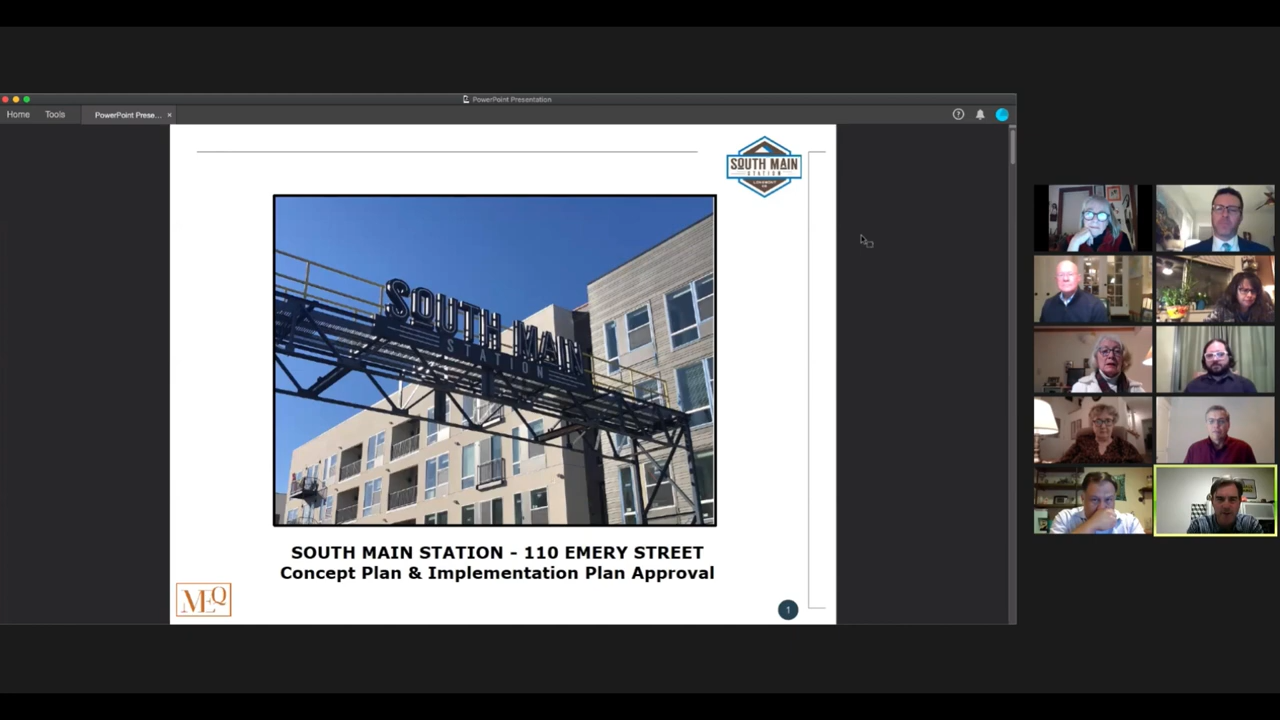 PowerPoint Presentation
Home
Tools
PowerPoint Prese...
SOUTH MAIN
STATION
SOUTH MAIN
STATION
SOUTH MAIN STATION - 110 EMERY STREET
Concept Plan & Implementation Plan Approval
MEQ
1